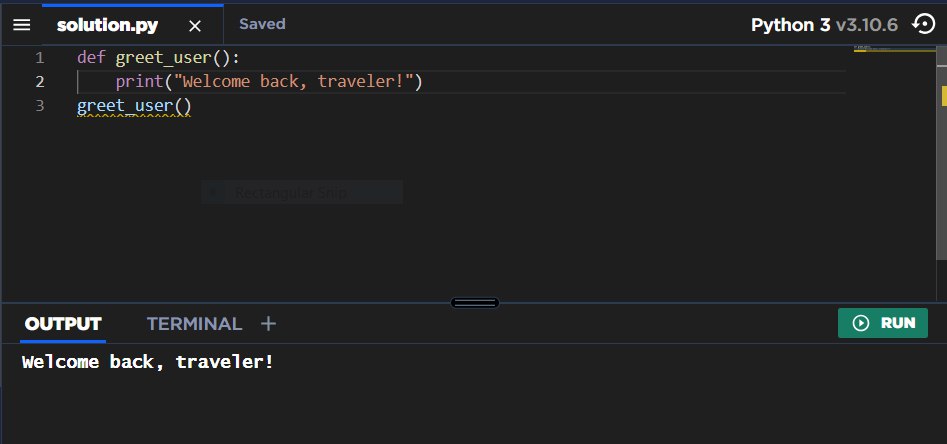 solution.py × Saved Python 3 v3.10.6
1 def greet_user():
2     print("Welcome back, traveler!")
3 greet_user()
Rectangular Snip
OUTPUT TERMINAL + RUN
Welcome back, traveler!